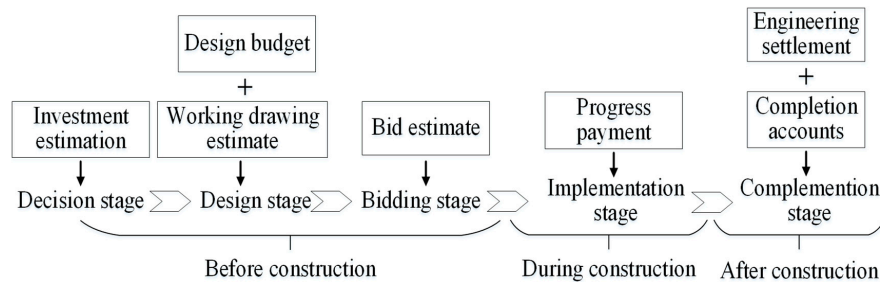 Design budget
+
Engineering
settlement
+
Investment
estimation
Working drawing
estimate
Bid estimate
Progress
payment
Completion
accounts
Decision stage
Design stage
Bidding stage
Implementation
stage
Complemention
stage
Before construction
During construction
After construction